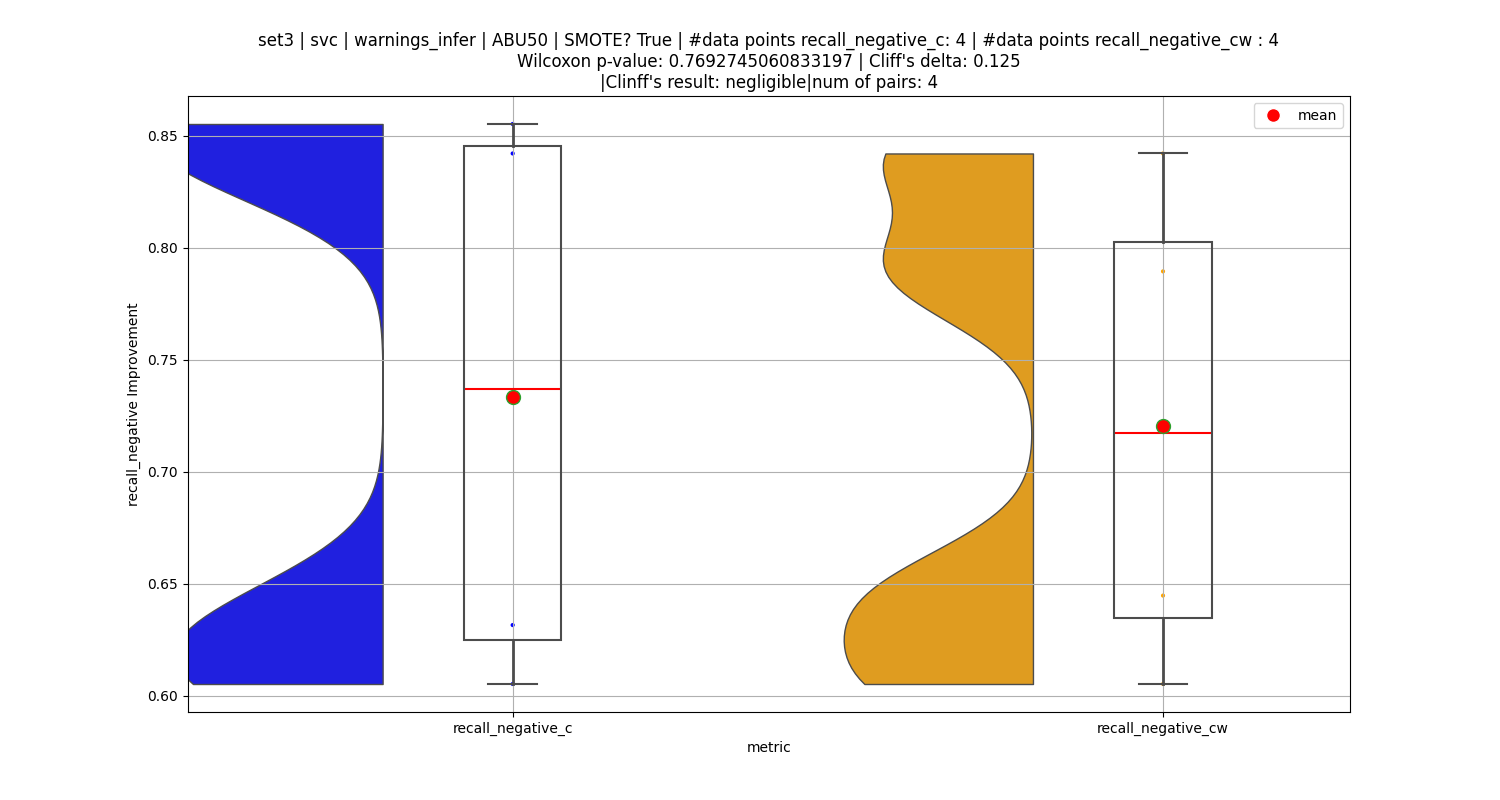 set3 | svc | warnings_infer | ABU50 | SMOTE? True | #data points recall_negative_c: 4 | #data points recall_negative_cw : 4
Wilcoxon p-value: 0.7692745060833197 | Cliff's delta: 0.125
|Clinff's result: negligible|num of pairs: 4
mean
0.85
0.80
0.75
0.70
0.65
0.60
recall_negative Improvement
recall_negative_c
recall_negative_cw
metric